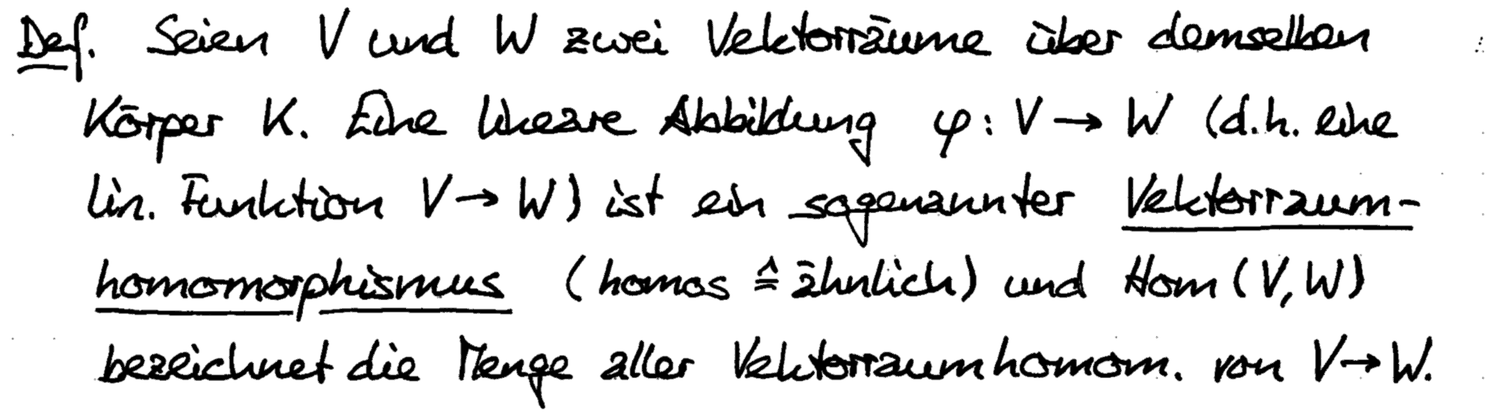 Def. Seien V und W zwei Vektorräume über demselben
Körper K. Eine lineare Abbildung φ: V → W (d.h. eine
lin. Funktion V → W) ist ein sogenannter Vektorraum-
homomorphismus (homos ≙ ähnlich) und Hom(V,W)
bezeichnet die Menge aller Vektorraumhomom. von V → W.